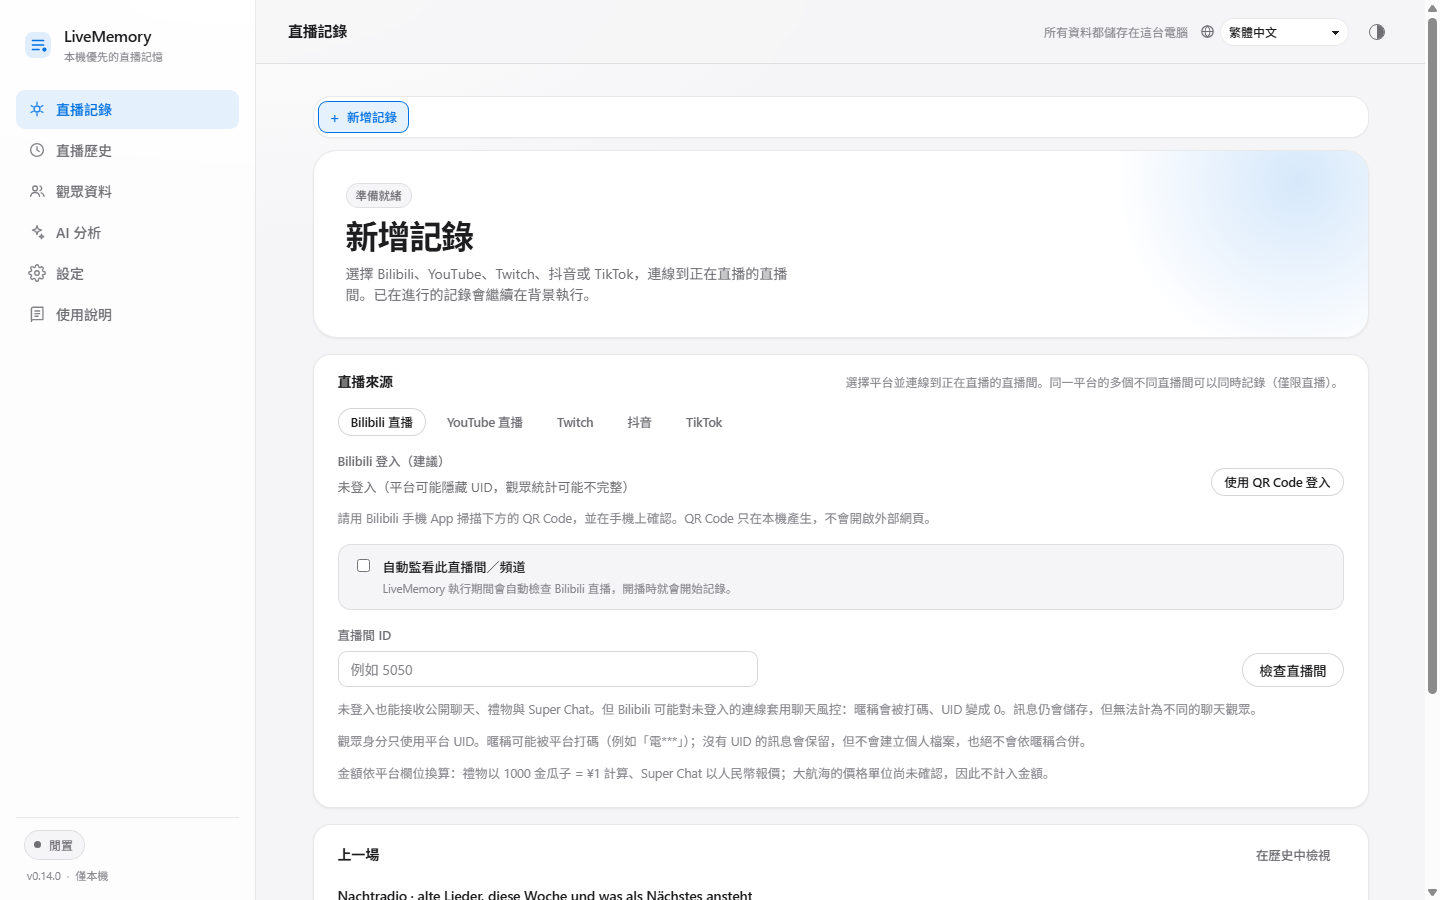 LiveMemory
本機優先的直播記憶
直播記錄
直播歷史
觀眾資料
AI 分析
設定
使用說明
閒置
v0.14.0 · 僅本機
直播記錄
所有資料都儲存在這台電腦
繁體中文
+ 新增記錄
準備就緒
新增記錄
選擇 Bilibili、YouTube、Twitch、抖音或 TikTok，連線到正在直播的直播
間。已在進行的記錄會繼續在背景執行。
直播來源
選擇平台並連線到正在直播的直播間。同一平台的多個不同直播間可以同時記錄（僅限直播）。
Bilibili 直播
YouTube 直播
Twitch
抖音
TikTok
Bilibili 登入（建議）
未登入（平台可能隱藏 UID，觀眾統計可能不完整）
使用 QR Code 登入
請用 Bilibili 手機 App 掃描下方的 QR Code，並在手機上確認。QR Code 只在本機產生，不會開啟外部網頁。
自動監看此直播間／頻道
LiveMemory 執行期間會自動檢查 Bilibili 直播，開播時就會開始記錄。
直播間 ID
例如 5050
檢查直播間
未登入也能接收公開聊天、禮物與 Super Chat。但 Bilibili 可能對未登入的連線套用聊天風控：暱稱會被打碼、UID 變成 0。訊息仍會儲存，但無法計為不同的聊天觀眾。
觀眾身分只使用平台 UID。暱稱可能被平台打碼（例如「電***」）；沒有 UID 的訊息會保留，但不會建立個人檔案，也絕不會依暱稱合併。
金額依平台欄位換算：禮物以 1000 金瓜子 = ¥1 計算、Super Chat 以人民幣報價；大航海的價格單位尚未確認，因此不計入金額。
上一場
在歷史中檢視
Nachtradio · alte Lieder, diese Woche und was als Nächstes ansteht